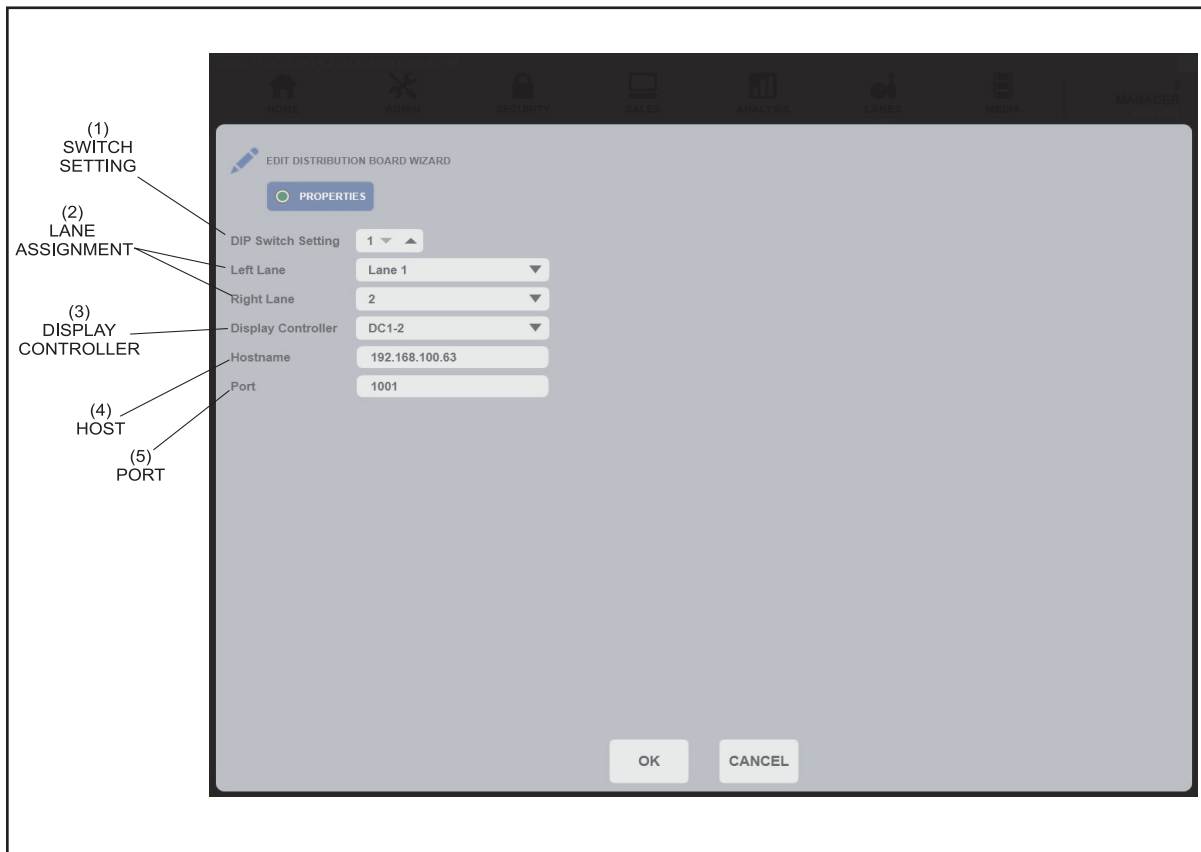 HOME ADMIN SECURITY SALES ANALYSIS LANES MEDIA MANAGER
(1)
SWITCH
SETTING
(2)
LANE
ASSIGNMENT
(3)
DISPLAY
CONTROLLER
(4)
HOST
(5)
PORT
EDIT DISTRIBUTION BOARD WIZARD
PROPERTIES
DIP Switch Setting 1
Left Lane Lane 1
Right Lane 2
Display Controller DC1-2
Hostname 192.168.100.63
Port 1001
OK CANCEL